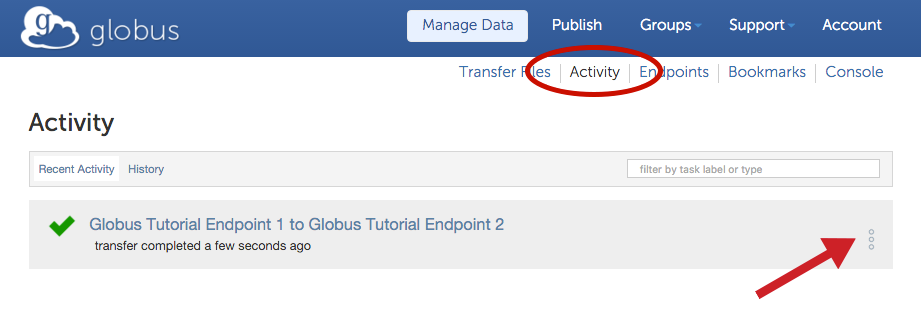 g globus
Manage Data Publish Groups Support Account
Transfer Files Activity Endpoints Bookmarks Console
Activity
Recent Activity History filter by task label or type
Globus Tutorial Endpoint 1 to Globus Tutorial Endpoint 2
transfer completed a few seconds ago